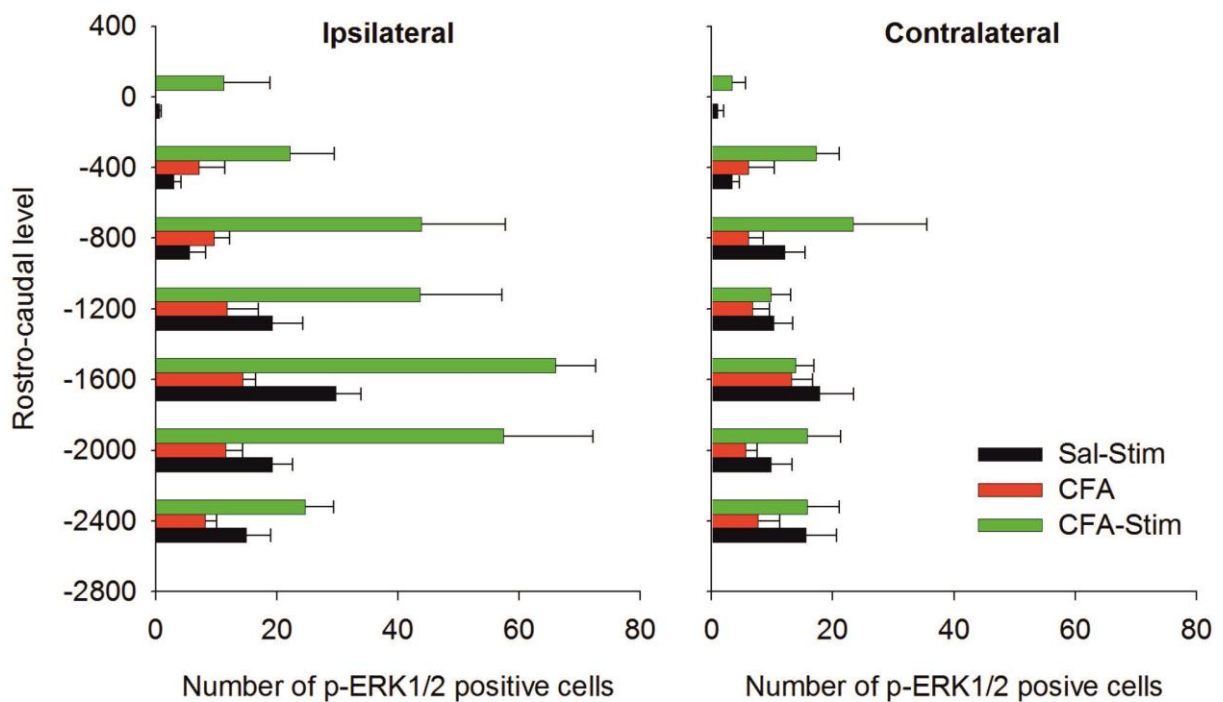 Ipsilateral
Contralateral
Rostro-caudal level
400
0
-400
-800
-1200
-1600
-2000
-2400
-2800
0 20 40 60 80
0 20 40 60 80
Number of p-ERK1/2 positive cells
Number of p-ERK1/2 posive cells
Sal-Stim
CFA
CFA-Stim